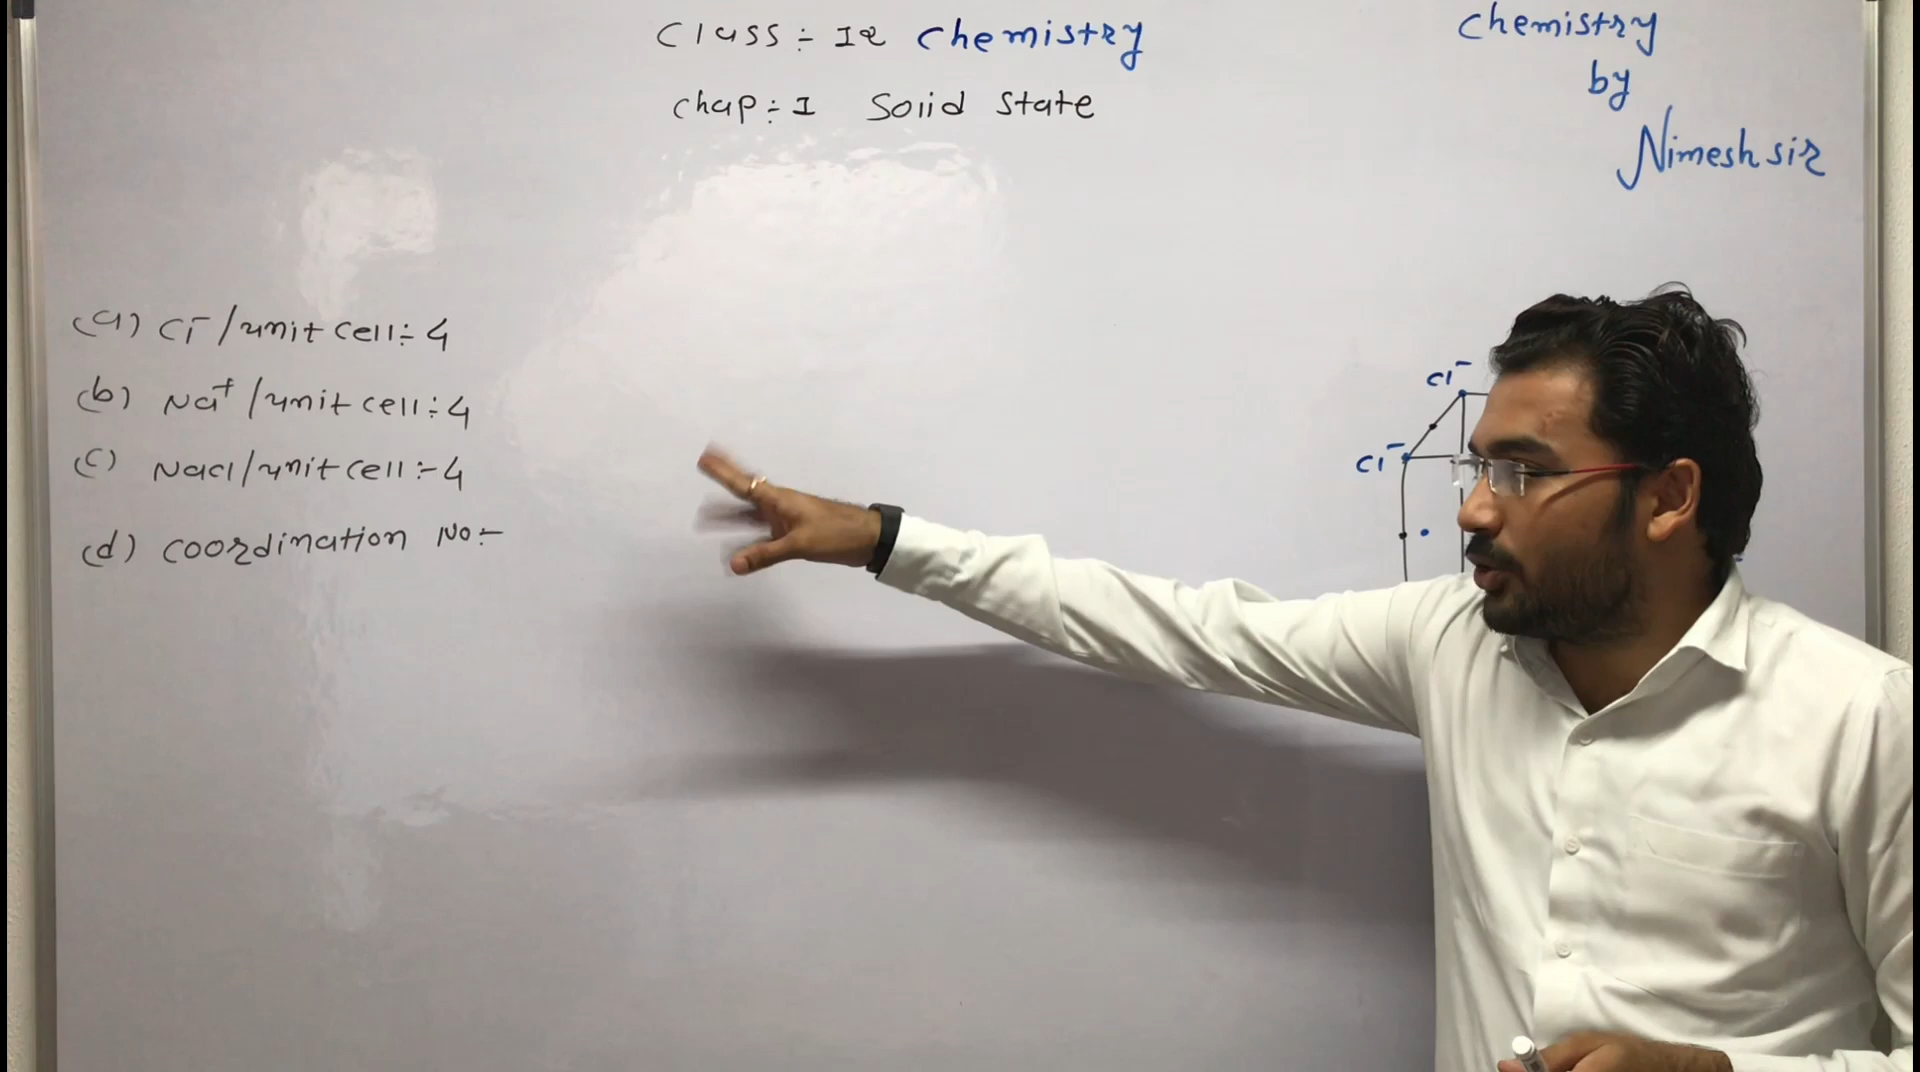 Class ÷ 12 Chemistry
Chap ÷ 1 Solid State
Chemistry
by
Nimesh sir
(a) Cl⁻/unit cell ÷ 4
(b) Na⁺/unit cell ÷ 4
(c) NaCl/unit cell :- 4
(d) Coordination No :-
Cl⁻
Cl⁻